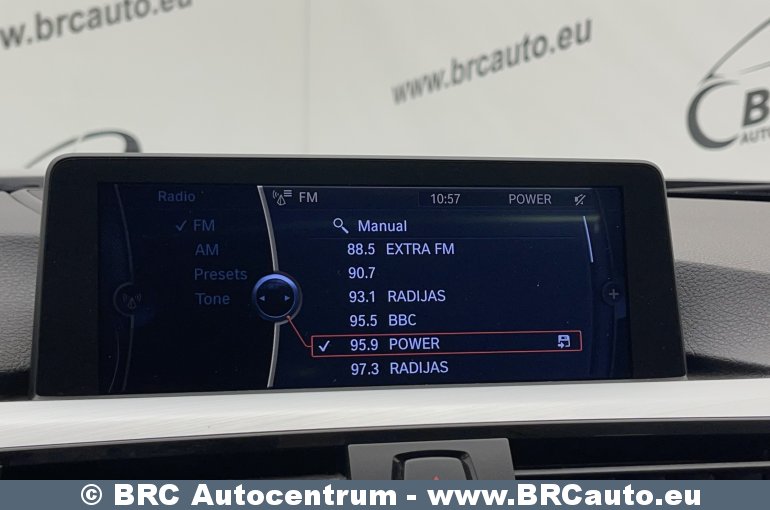 www.brcauto.eu
www.brcauto.eu
B
AUTO
Radio
FM
AM
Presets
Tone
FM 10:57 POWER
Manual
88.5 EXTRA FM
90.7
93.1 RADIJAS
95.5 BBC
95.9 POWER
97.3 RADIJAS
© BRC Autocentrum - www.BRCauto.eu